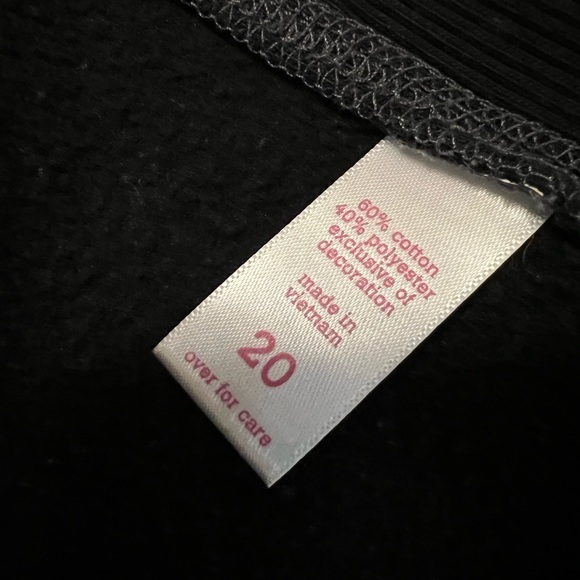 60% cotton
40% polyester
exclusive of
decoration
made in
vietnam
20
over for care